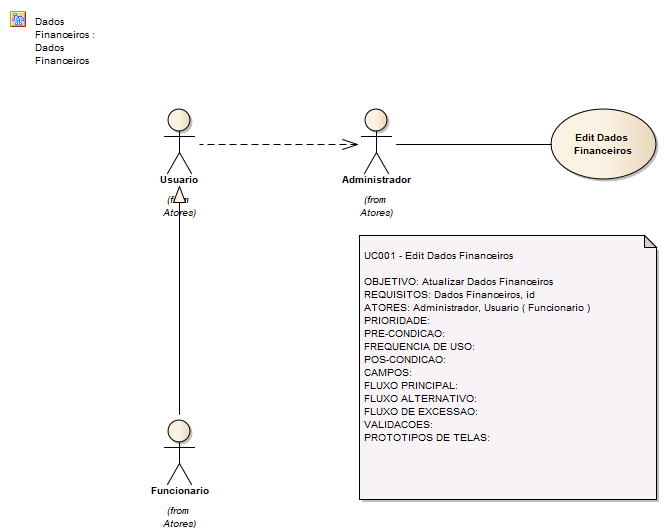 Dados
Financeiros :
Dados
Financeiros
Usuario
(from
Atores)
Administrador
(from
Atores)
Edit Dados
Financeiros
UC001 - Edit Dados Financeiros
OBJETIVO: Atualizar Dados Financeiros
REQUISITOS: Dados Financeiros, id
ATORES: Administrador, Usuario ( Funcionario )
PRIORIDADE:
PRE-CONDICAO:
FREQUENCIA DE USO:
POS-CONDICAO:
CAMPOS:
FLUXO PRINCIPAL:
FLUXO ALTERNATIVO:
FLUXO DE EXCESSAO:
VALIDACOES:
PROTOTIPOS DE TELAS:
Funcionario
(from
Atores)